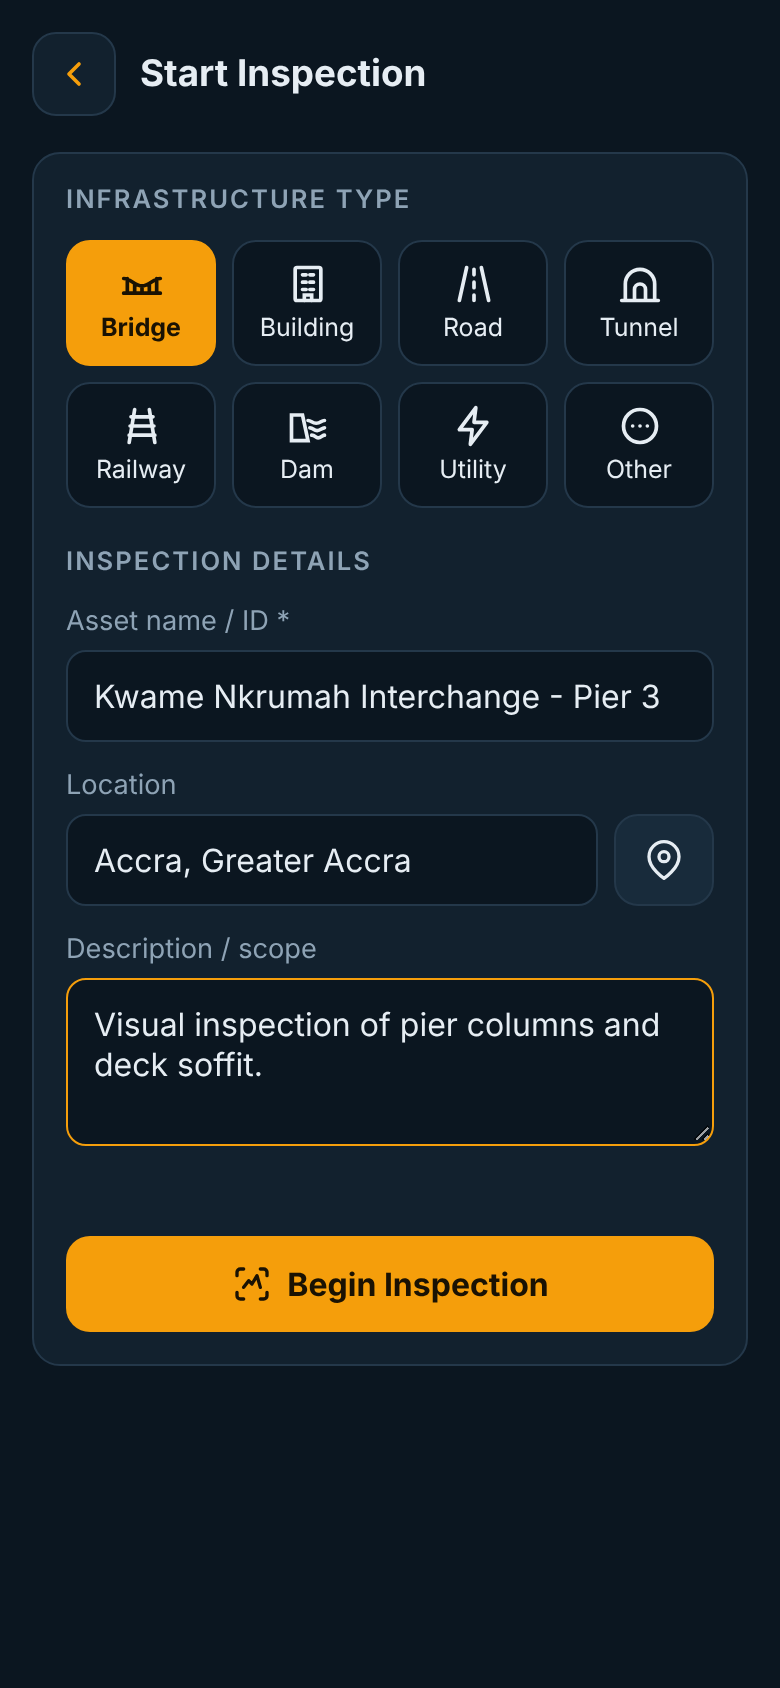 Start Inspection
INFRASTRUCTURE TYPE
Bridge
Building
Road
Tunnel
Railway
Dam
Utility
Other
INSPECTION DETAILS
Asset name / ID *
Kwame Nkrumah Interchange - Pier 3
Location
Accra, Greater Accra
Description / scope
Visual inspection of pier columns and
deck soffit.
Begin Inspection